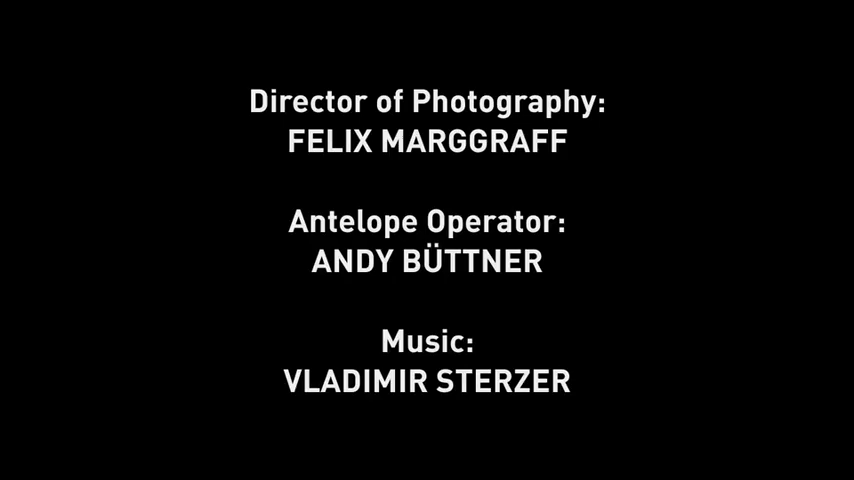 Director of Photography:
FELIX MARGGRAFF
Antelope Operator:
ANDY BÜTTNER
Music:
VLADIMIR STERZER